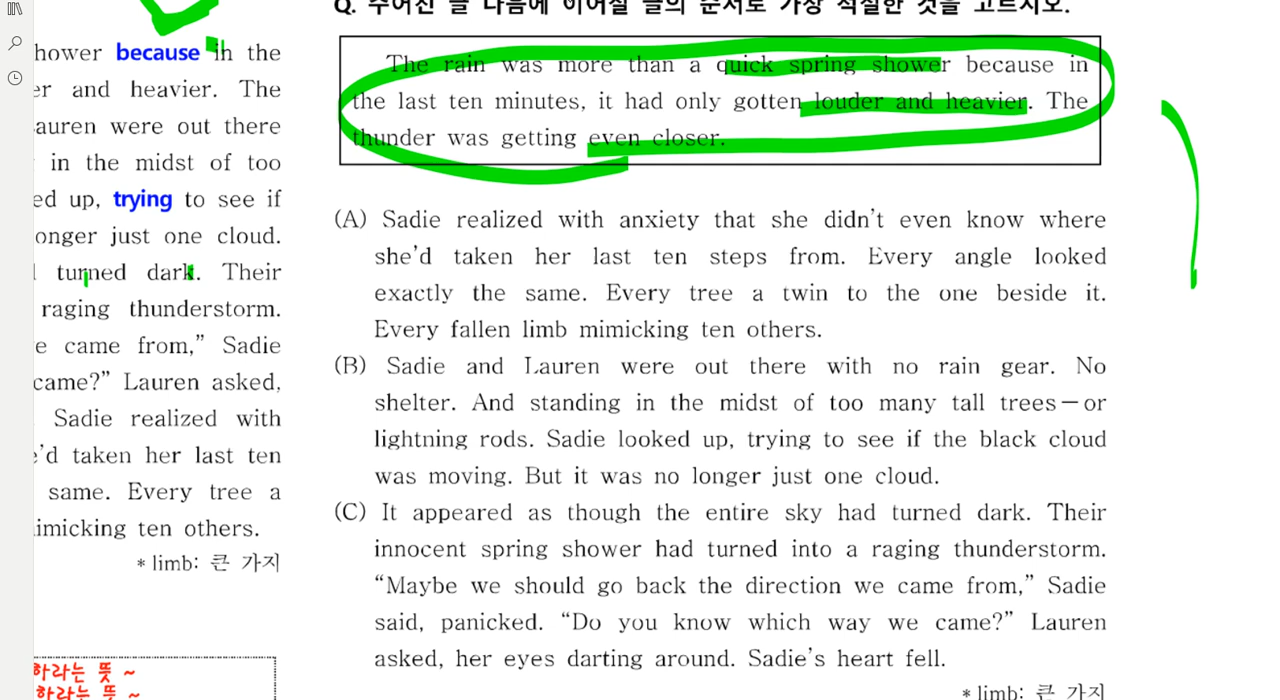 Q. 주어진 글 다음에 이어질 글의 순서로 가장 적절한 것을 고르시오.
hower because in the
er and heavier. The
auren were out there
in the midst of too
ed up, trying to see if
onger just one cloud.
turned dark. Their
raging thunderstorm.
e came from,” Sadie
came?” Lauren asked,
Sadie realized with
e’d taken her last ten
same. Every tree a
imicking ten others.
* limb: 큰 가지
하라는 뜻 ~
하라는 뜻 ~
The rain was more than a quick spring shower because in
the last ten minutes, it had only gotten louder and heavier. The
thunder was getting even closer.
(A) Sadie realized with anxiety that she didn’t even know where
she’d taken her last ten steps from. Every angle looked
exactly the same. Every tree a twin to the one beside it.
Every fallen limb mimicking ten others.
(B) Sadie and Lauren were out there with no rain gear. No
shelter. And standing in the midst of too many tall trees—or
lightning rods. Sadie looked up, trying to see if the black cloud
was moving. But it was no longer just one cloud.
(C) It appeared as though the entire sky had turned dark. Their
innocent spring shower had turned into a raging thunderstorm.
“Maybe we should go back the direction we came from,” Sadie
said, panicked. “Do you know which way we came?” Lauren
asked, her eyes darting around. Sadie’s heart fell.
* limb: 큰 가지